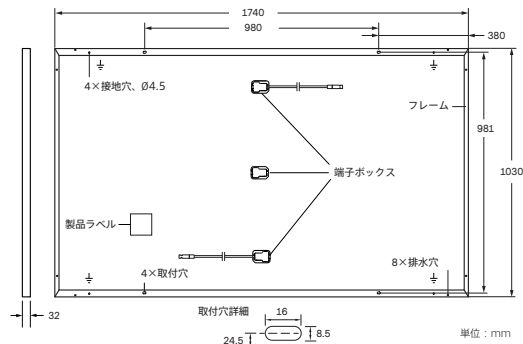 1740
980
380
4×接地穴、Ø4.5
フレーム
981
1030
端子ボックス
製品ラベル
4×取付穴
8×排水穴
32
取付穴詳細
16
8.5
24.5
単位：mm